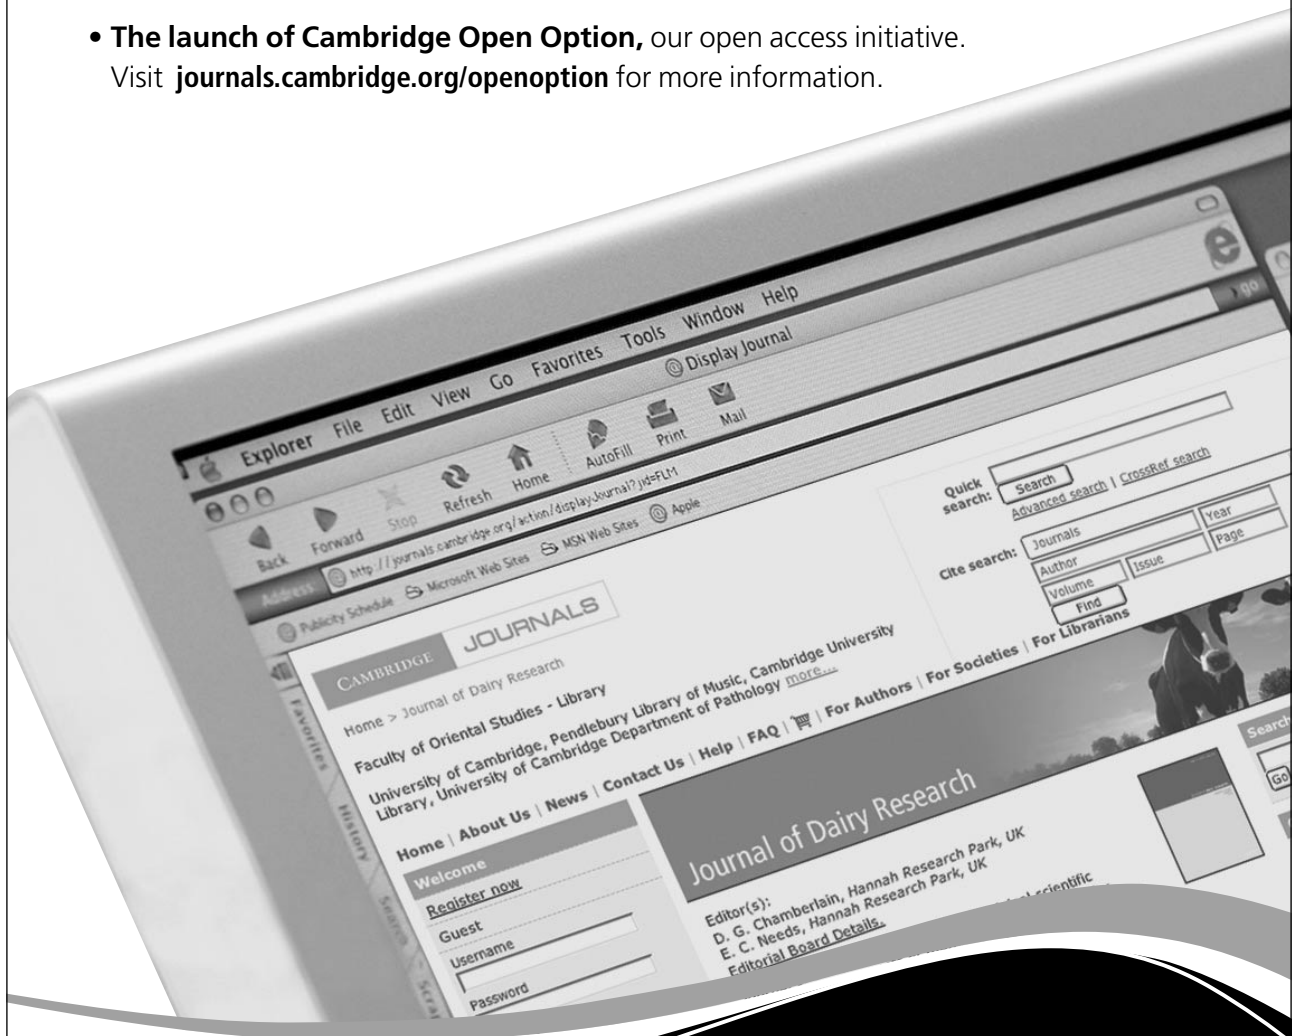 • The launch of Cambridge Open Option, our open access initiative.
Visit journals.cambridge.org/openoption for more information.
Explorer File Edit View Go Favorites Tools Window Help
@ Display Journal
Back Forward Stop Refresh Home AutoFill Print Mail
Address @ http://journals.cambridge.org/action/displayJournal?jid=FLM
go
@ Publicity Schedule Microsoft Web Sites MSN Web Sites @ Apple
CAMBRIDGE JOURNALS
Quick search:
Search
Advanced search | CrossRef search
Cite search:
Journals
Author Year
Volume Issue Page
Find
Home > Journal of Dairy Research
Faculty of Oriental Studies - Library
University of Cambridge, Pendlebury Library of Music, Cambridge University
Library, University of Cambridge Department of Pathology more...
Home | About Us | News | Contact Us | Help | FAQ | | For Authors | For Societies | For Librarians
Favorites
History
Search
Welcome
Register now
Guest
Username
Password
Journal of Dairy Research
Editor(s):
D. G. Chamberlain, Hannah Research Park, UK
E. C. Needs, Hannah Research Park, UK
Editorial Board Details.
scientific
Search
Go